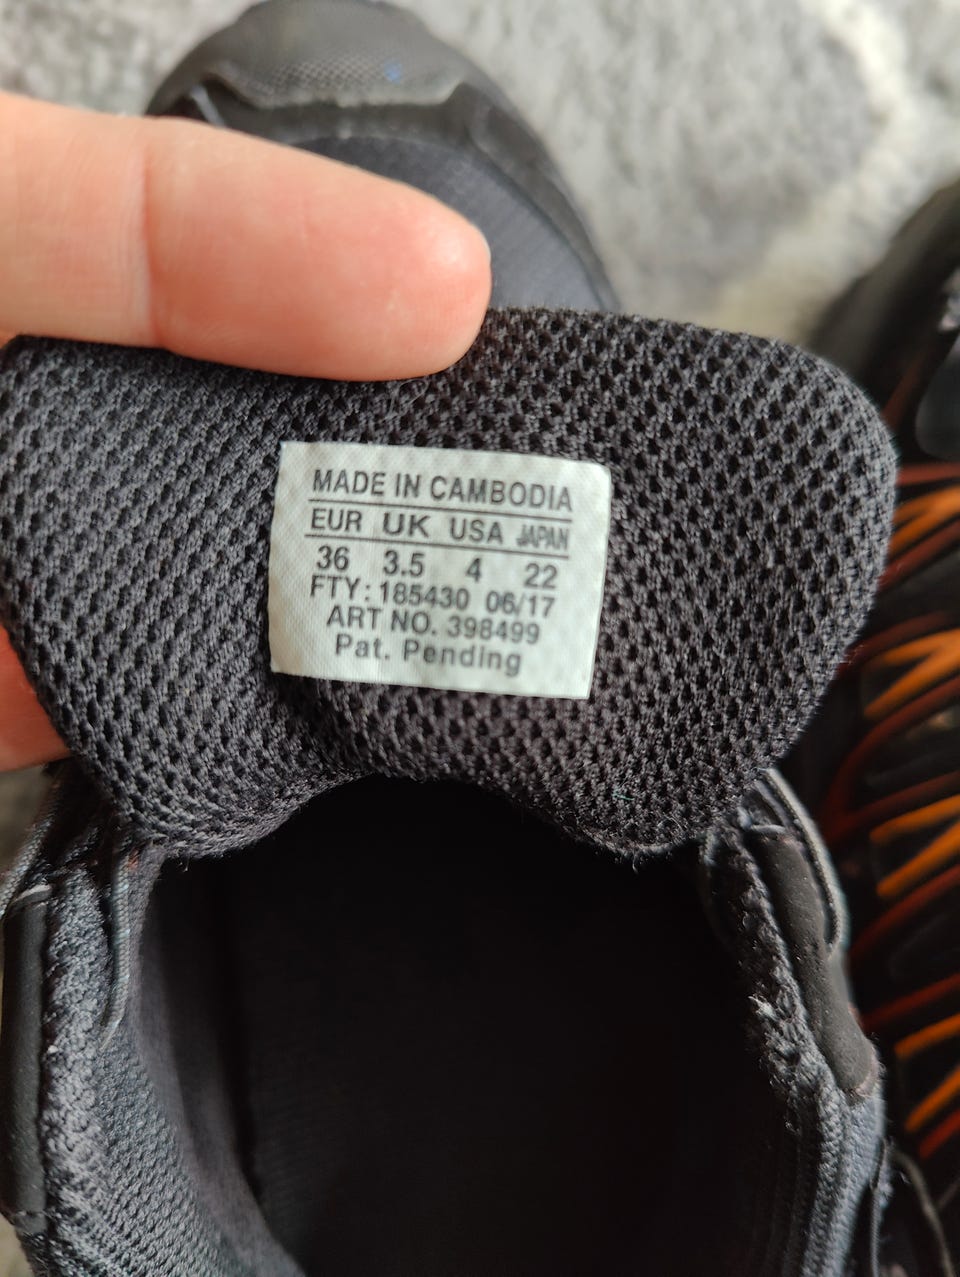 MADE IN CAMBODIA
EUR UK USA JAPAN
36 3.5 4 22
FTY: 185430 06/17
ART NO. 398499
Pat. Pending